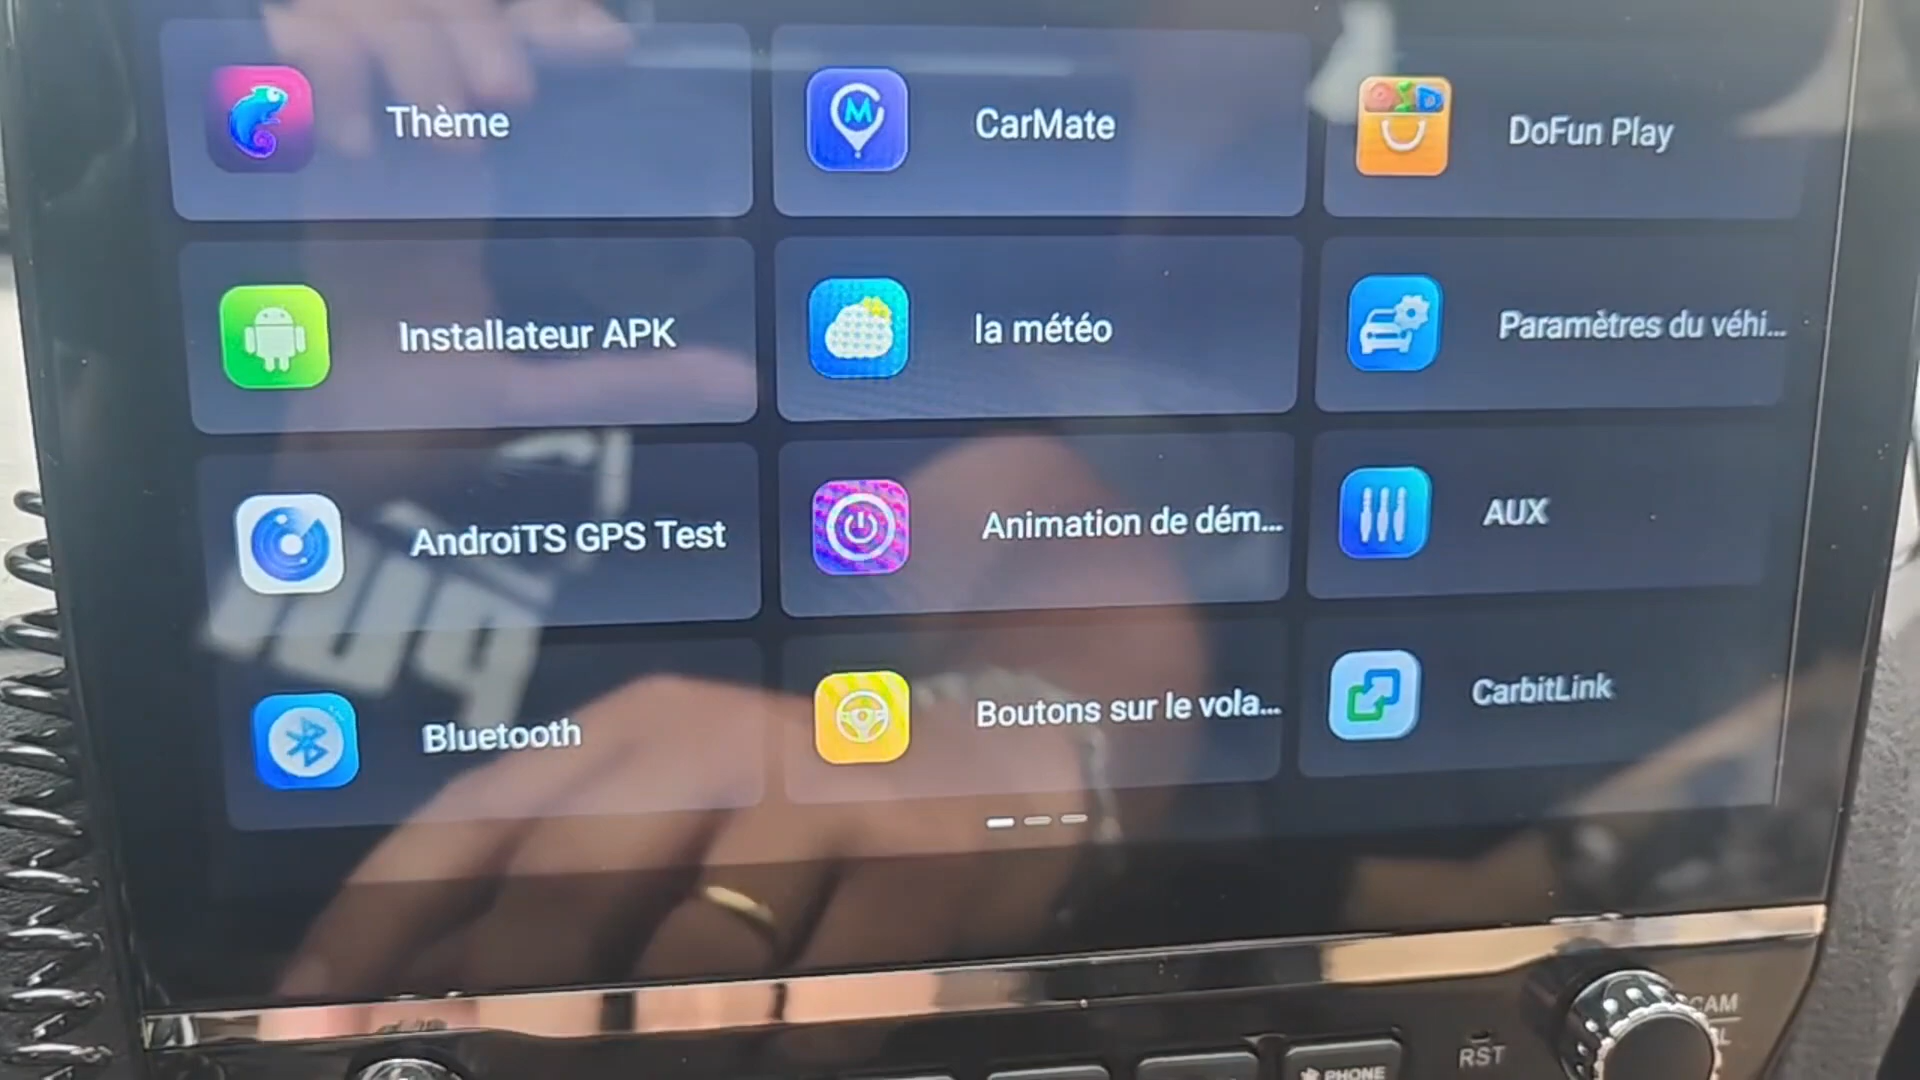 Thème
CarMate
DoFun Play
Installateur APK
la météo
Paramètres du véhi...
AndroiTS GPS Test
Animation de dém...
AUX
Bluetooth
Boutons sur le vola...
CarbitLink
CAM
RST
PHONE